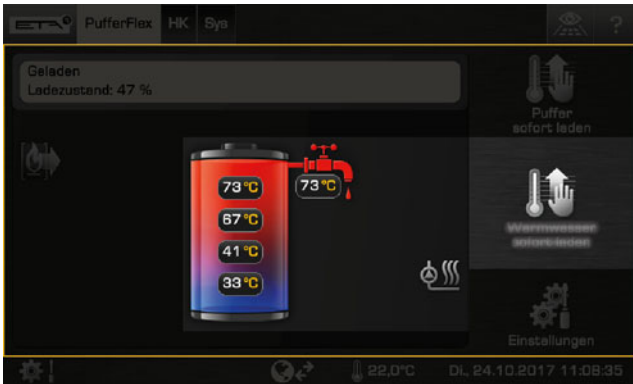 ETA PufferFlex HK Sys ?
Geladen
Ladezustand: 47 %
Puffer
sofort laden
73°C
73°C
67°C
41°C
33°C
Warmwasser
sofort laden
Einstellungen
22,0°C Di., 24.10.2017 11:08:35